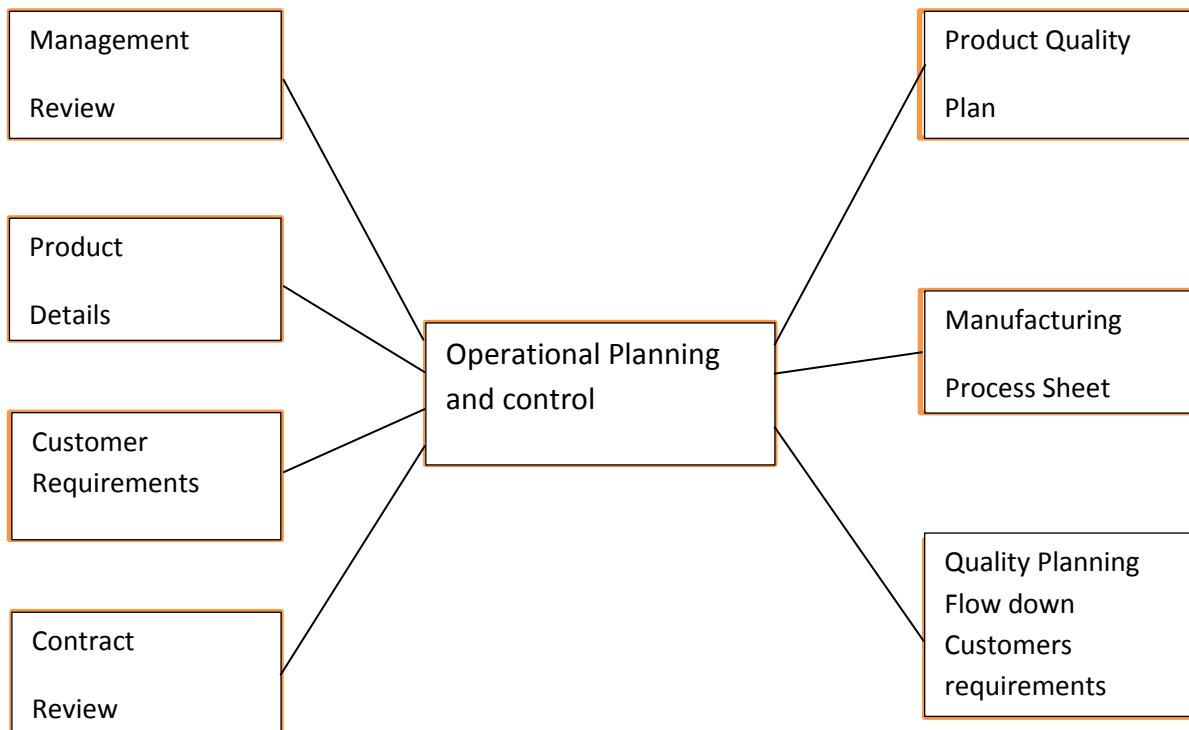 Management
Review
Product
Details
Customer
Requirements
Contract
Review
Operational Planning
and control
Product Quality
Plan
Manufacturing
Process Sheet
Quality Planning
Flow down
Customers
requirements